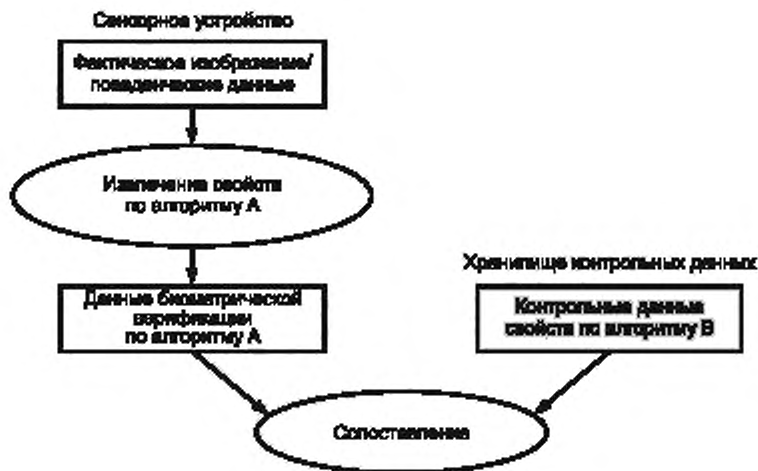 Сенсорное устройство
Фактическое изображение/
поведенческие данные
Извлечение свойств
по алгоритму А
Хранилище контрольных данных
Данные биометрической
верификации
по алгоритму А
Контрольные данные
свойств по алгоритму В
Сопоставление